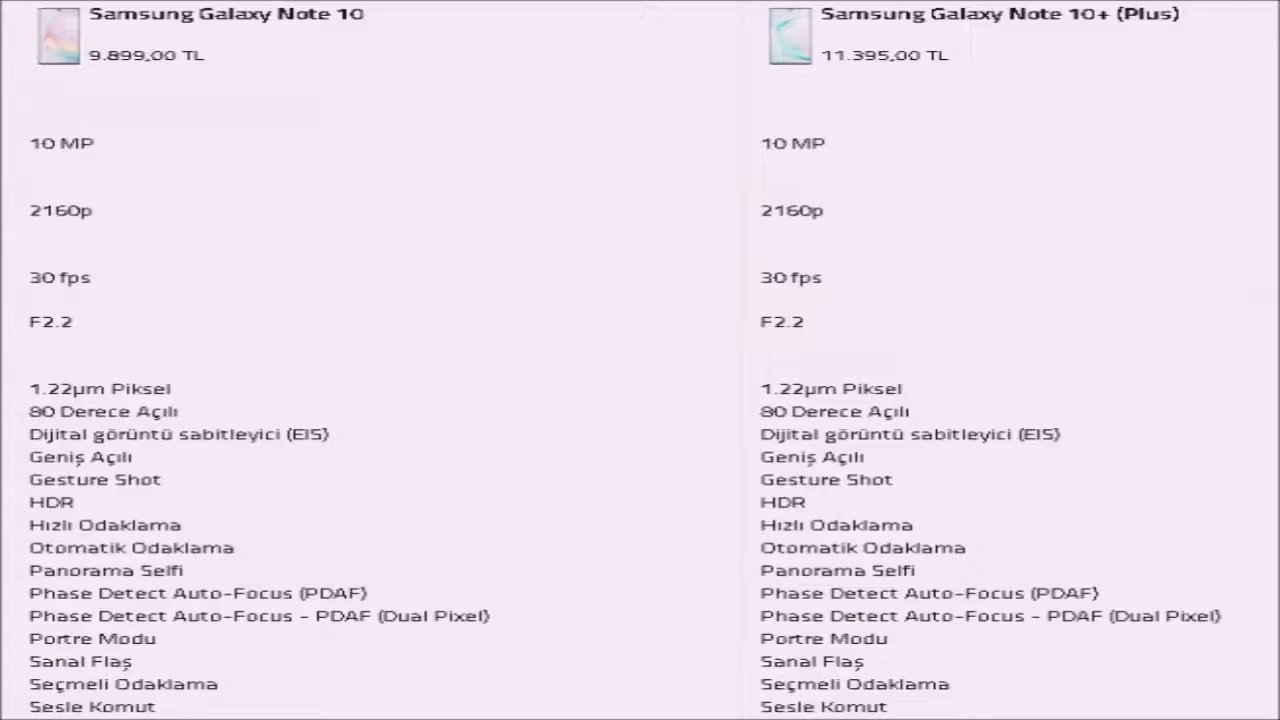 Samsung Galaxy Note 10
9.899,00 TL
10 MP
2160p
30 fps
F2.2
1.22µm Piksel
80 Derece Açılı
Dijital görüntü sabitleyici (EIS)
Geniş Açılı
Gesture Shot
HDR
Hızlı Odaklama
Otomatik Odaklama
Panorama Selfi
Phase Detect Auto-Focus (PDAF)
Phase Detect Auto-Focus - PDAF (Dual Pixel)
Portre Modu
Sanal Flaş
Seçmeli Odaklama
Sesle Komut
Samsung Galaxy Note 10+ (Plus)
11.395,00 TL
10 MP
2160p
30 fps
F2.2
1.22µm Piksel
80 Derece Açılı
Dijital görüntü sabitleyici (EIS)
Geniş Açılı
Gesture Shot
HDR
Hızlı Odaklama
Otomatik Odaklama
Panorama Selfi
Phase Detect Auto-Focus (PDAF)
Phase Detect Auto-Focus - PDAF (Dual Pixel)
Portre Modu
Sanal Flaş
Seçmeli Odaklama
Sesle Komut